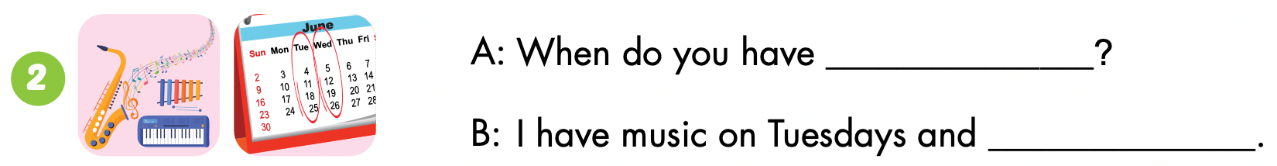 2
June
Sun Mon Tue Wed Thu Fri
2 3 4 5 6 7
9 10 11 12 13 14
16 17 18 19 20 21
23 24 25 26 27 28
30
A: When do you have ______________?
B: I have music on Tuesdays and ______________.